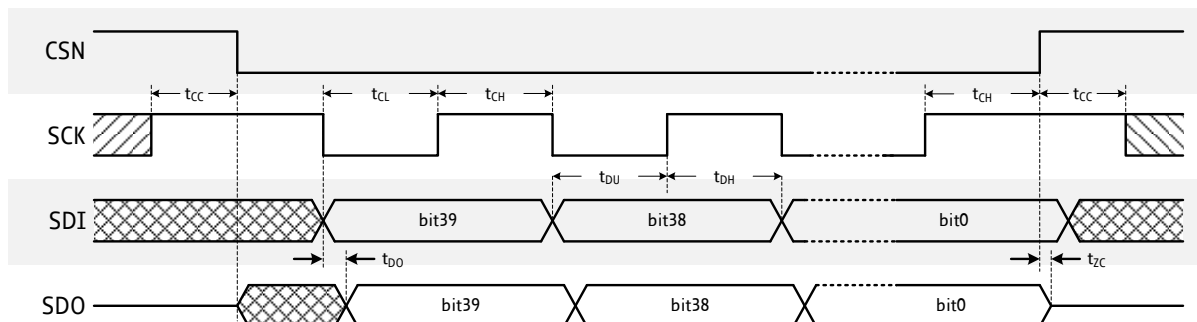 CSN
tCC tCL tCH tCH tCC
SCK
tDU tDH
SDI bit39 bit38 bit0
tDO tZC
SDO bit39 bit38 bit0